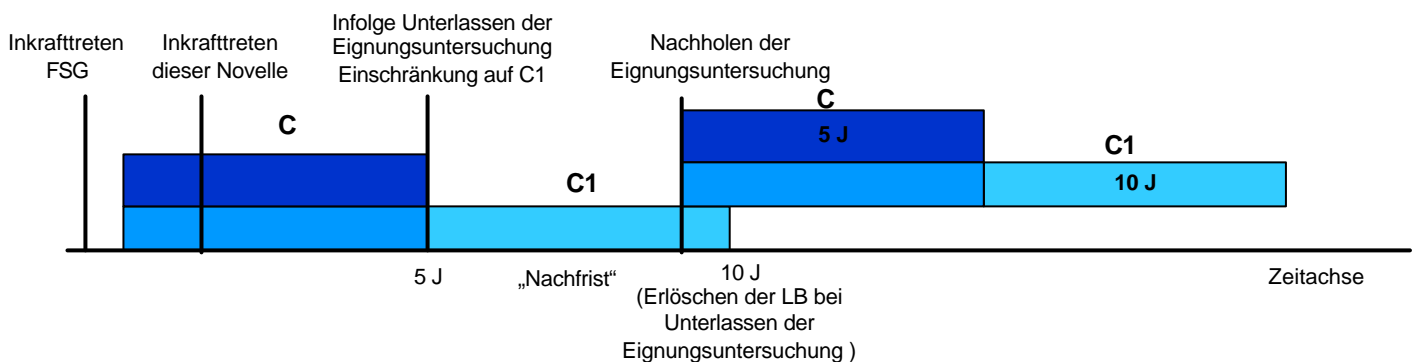 Inkrafttreten
FSG
Inkrafttreten
dieser Novelle
Infolge Unterlassen der
Eignungsuntersuchung
Einschränkung auf C1
Nachholen der
Eignungsuntersuchung
C
C
5 J
C1
C1
10 J
5 J
„Nachfrist“
10 J
(Erlöschen der LB bei
Unterlassen der
Eignungsuntersuchung )
Zeitachse